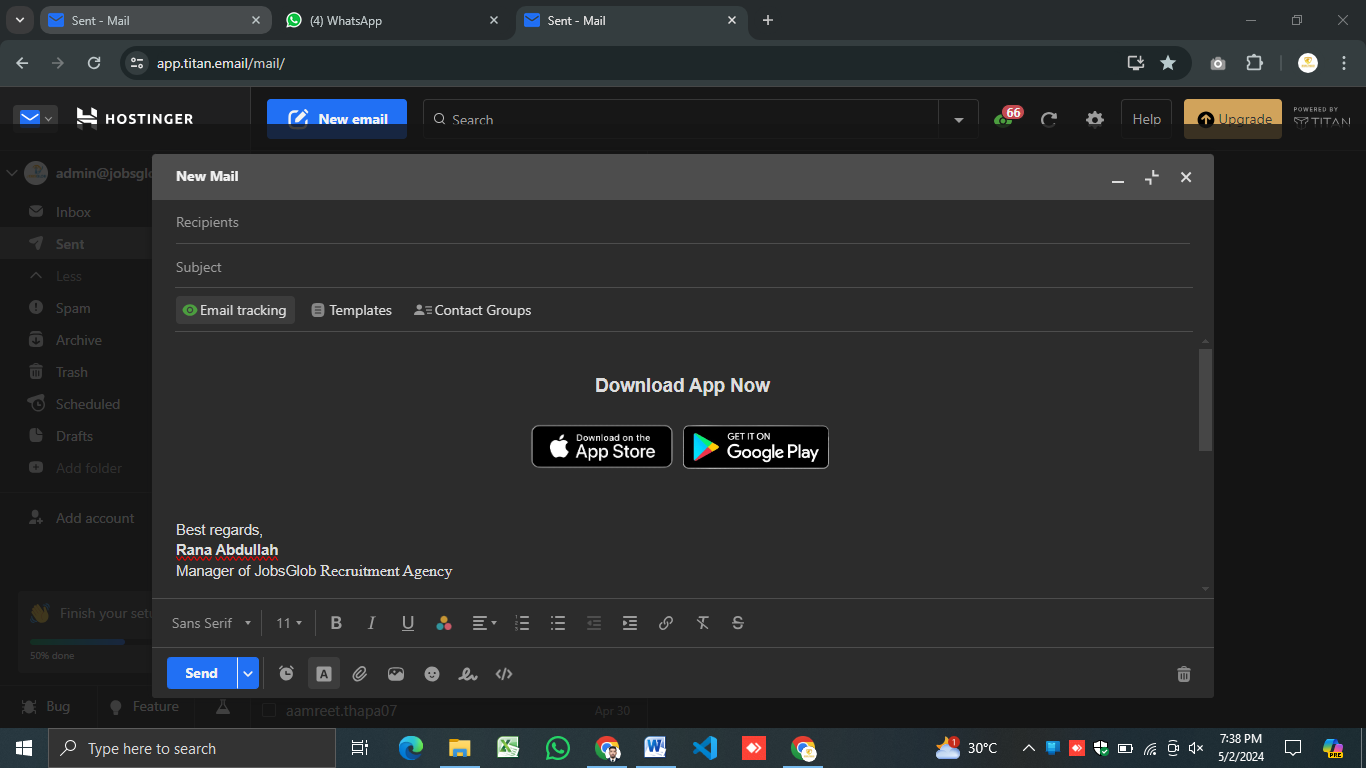 Sent - Mail
(4) WhatsApp
Sent - Mail
app.titan.email/mail/
HOSTINGER
New email
Search
66
Help
Upgrade
POWERED BY
TITAN
admin@jobsglo
New Mail
Inbox
Recipients
Sent
Subject
Less
Spam
Email tracking
Templates
Contact Groups
Archive
Trash
Download App Now
Scheduled
Drafts
Download on the
App Store
GET IT ON
Google Play
Add folder
Add account
Best regards,
Rana Abdullah
Manager of JobsGlob Recruitment Agency
Finish your setu
50% done
Sans Serif
11
B
I
U
S
Send
A
Bug
Feature
aamreet.thapa07
Apr 30
Type here to search
1
30°C
7:38 PM
5/2/2024
PRE